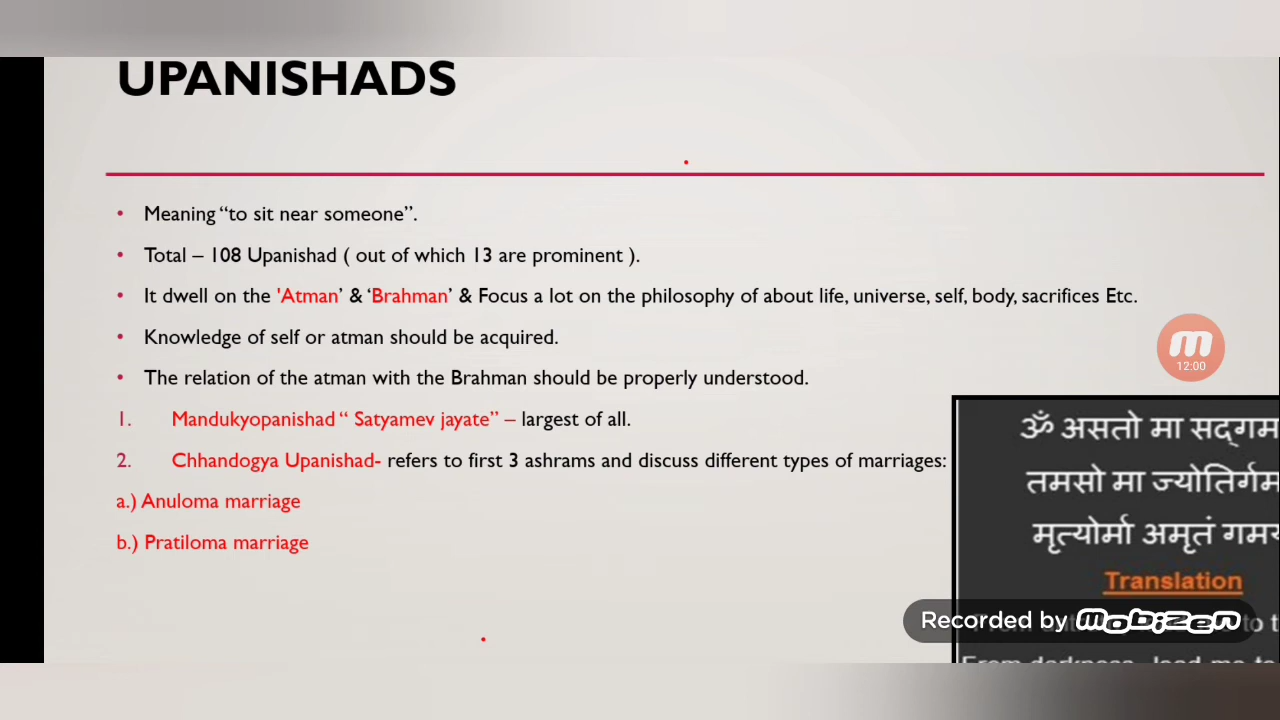 UPANISHADS
• Meaning “to sit near someone”.
• Total – 108 Upanishad ( out of which 13 are prominent ).
• It dwell on the 'Atman’ & ‘Brahman’ & Focus a lot on the philosophy of about life, universe, self, body, sacrifices Etc.
• Knowledge of self or atman should be acquired.
• The relation of the atman with the Brahman should be properly understood.
1. Mandukyopanishad “ Satyamev jayate” – largest of all.
2. Chhandogya Upanishad- refers to first 3 ashrams and discuss different types of marriages:
a.) Anuloma marriage
b.) Pratiloma marriage
12:00
ॐ असतो मा
तमसो मा
मृत्योर्मा अमृतं
Translation
Recorded by mobizen